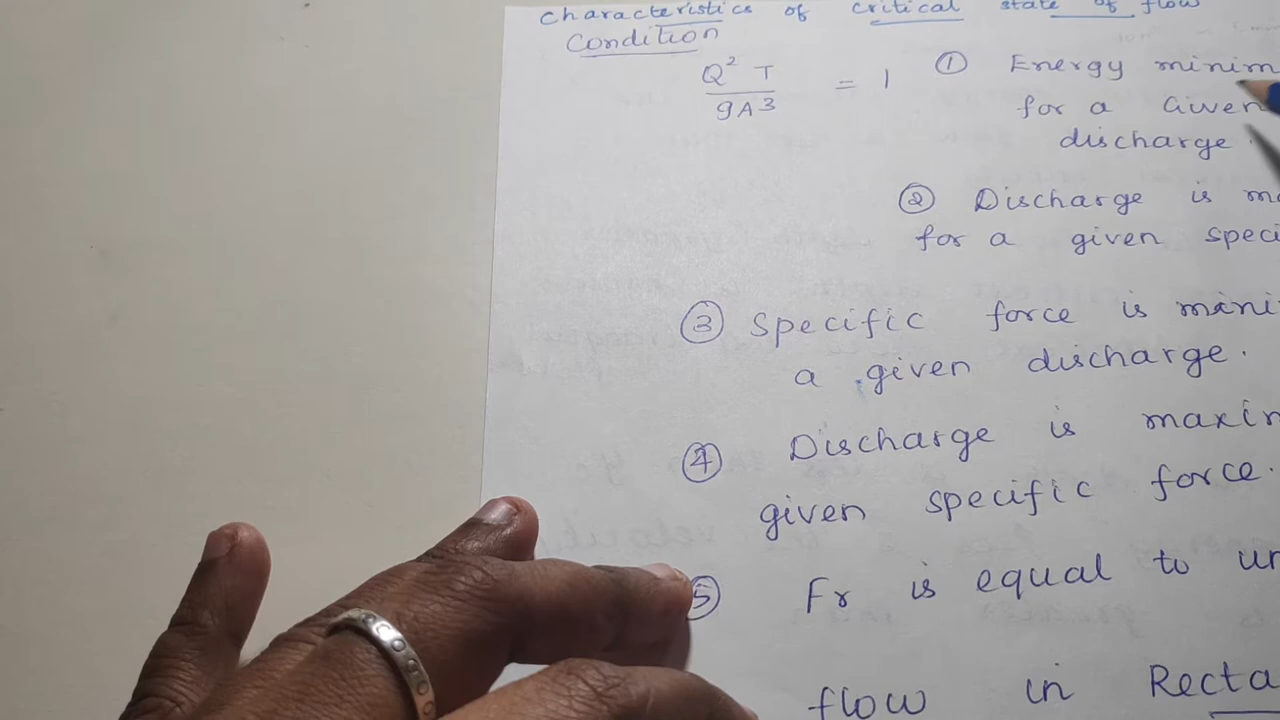 Characteristics of critical state of flow
Condition
Q² T / gA³ = 1
① Energy minim
for a Given
discharge.
② Discharge is m
for a given speci
③ Specific force is mini
a given discharge.
④ Discharge is maxim
given specific force.
⑤ Fr is equal to un
flow in Recta